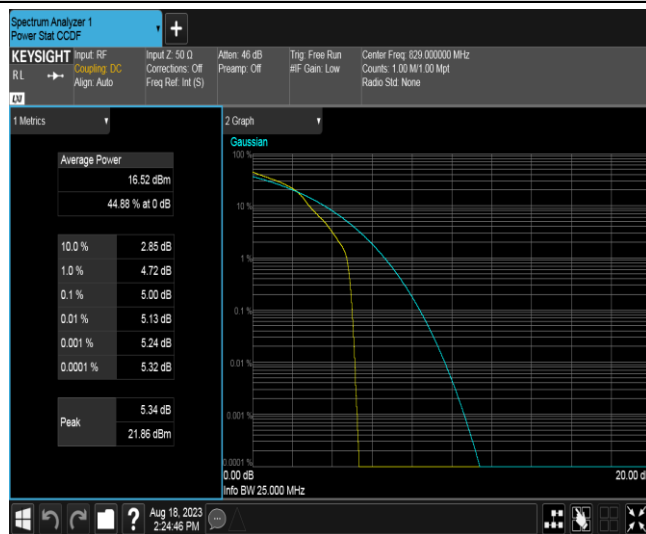 Spectrum Analyzer 1
Power Stat CCDF
+
KEYSIGHT
RL
Input: RF
Coupling: DC
Align: Auto
Input Z: 50 Ω
Corrections: Off
Freq Ref: Int (S)
Atten: 46 dB
Preamp: Off
Trig: Free Run
#IF Gain: Low
Center Freq: 829.000000 MHz
Counts: 1.00 M/1.00 Mpt
Radio Std: None
LXI
1 Metrics
Average Power
16.52 dBm
44.88 % at 0 dB
10.0 % 2.85 dB
1.0 % 4.72 dB
0.1 % 5.00 dB
0.01 % 5.13 dB
0.001 % 5.24 dB
0.0001 % 5.32 dB
Peak
5.34 dB
21.86 dBm
2 Graph
Gaussian
100 %
10 %
1 %
0.1 %
0.01 %
0.001 %
0.0001 %
0.00 dB
20.00 d
Info BW 25.000 MHz
?
Aug 18, 2023
2:24:46 PM